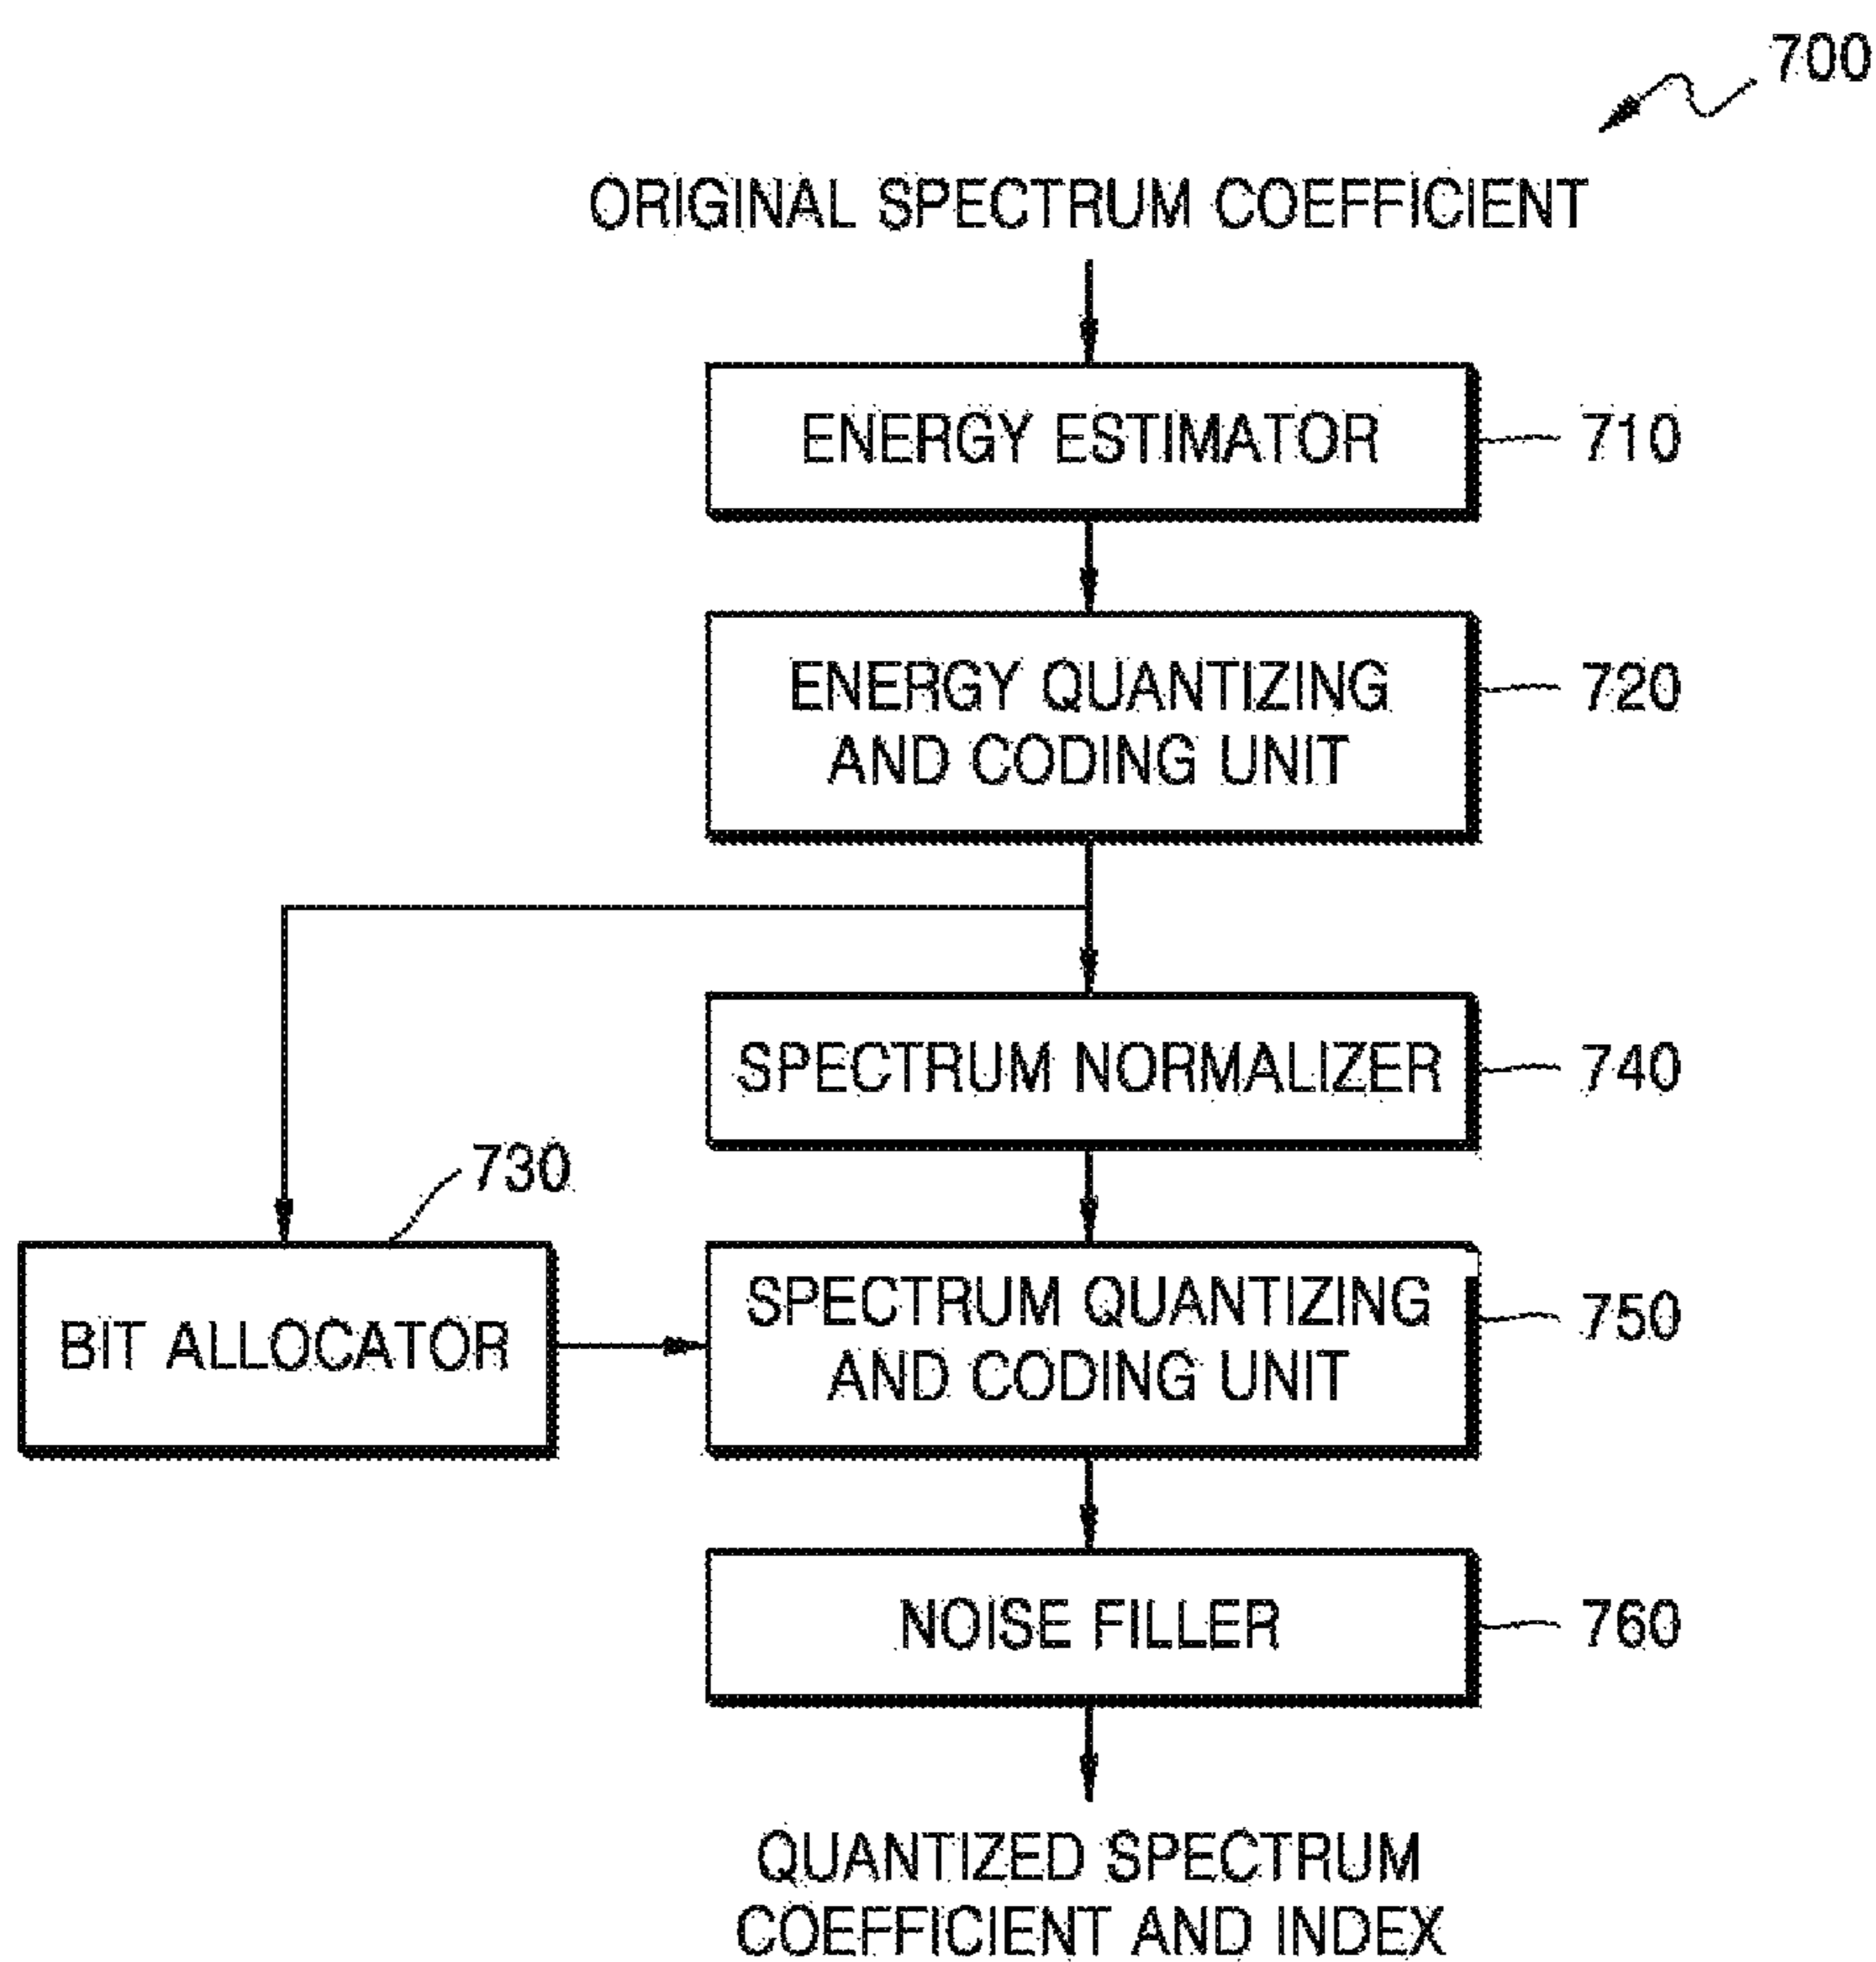 700
ORIGINAL SPECTRUM COEFFICIENT
ENERGY ESTIMATOR
710
ENERGY QUANTIZING
AND CODING UNIT
720
SPECTRUM NORMALIZER
740
730
BIT ALLOCATOR
SPECTRUM QUANTIZING
AND CODING UNIT
750
NOISE FILLER
760
QUANTIZED SPECTRUM
COEFFICIENT AND INDEX